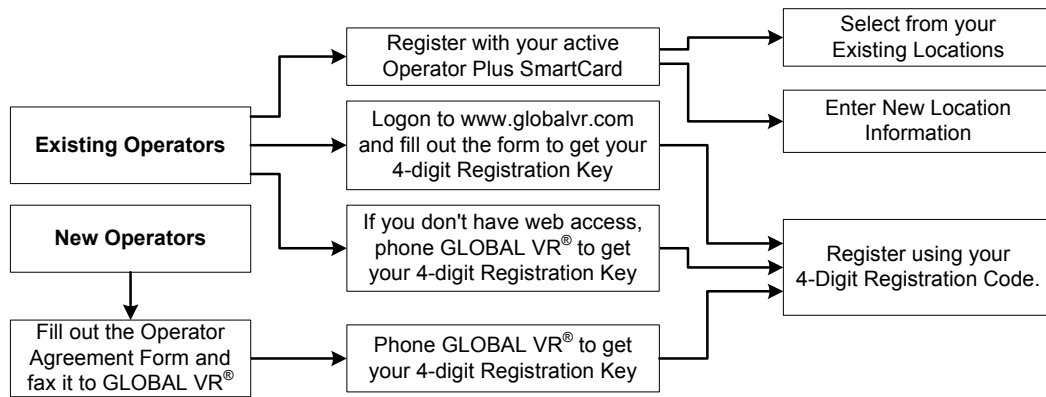 Register with your active
Operator Plus SmartCard
Select from your
Existing Locations
Enter New Location
Information
Existing Operators
Logon to www.globalvr.com
and fill out the form to get your
4-digit Registration Key
New Operators
If you don't have web access,
phone GLOBAL VR® to get
your 4-digit Registration Key
Register using your
4-Digit Registration Code.
Fill out the Operator
Agreement Form and
fax it to GLOBAL VR®
Phone GLOBAL VR® to get
your 4-digit Registration Key